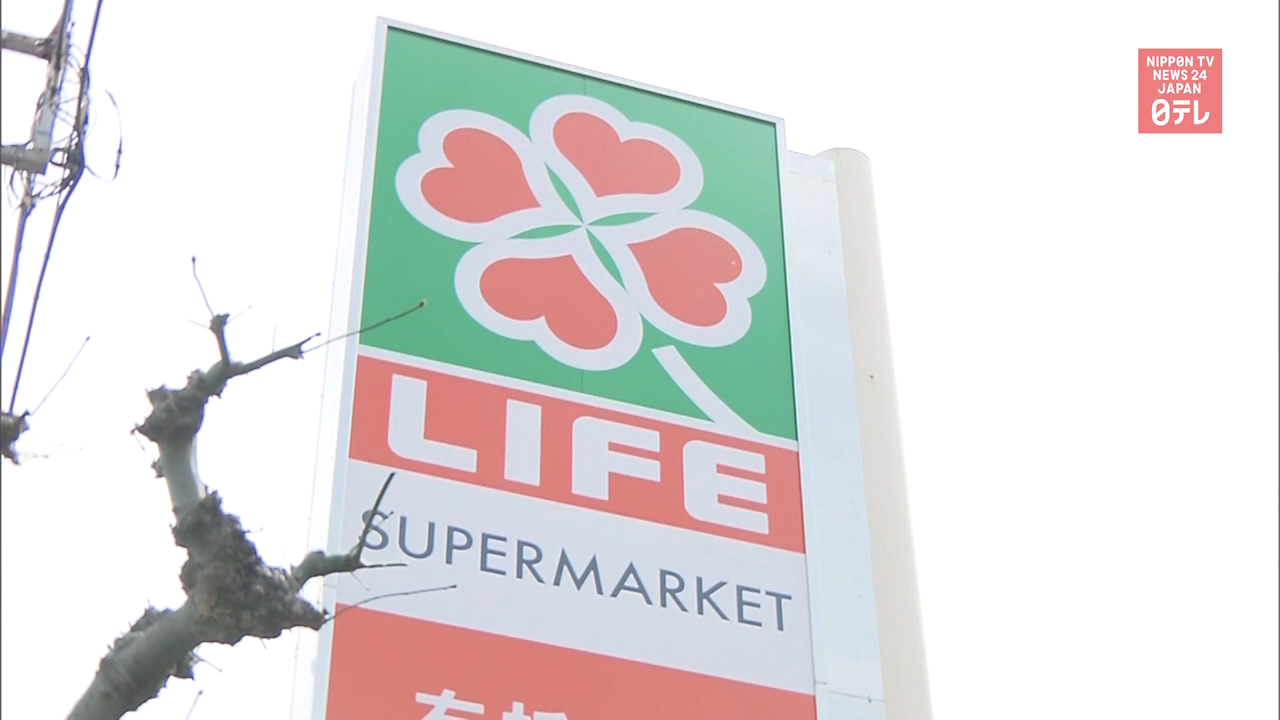 NIPPON TV
NEWS 24
JAPAN
日テレ
LIFE
SUPERMARKET